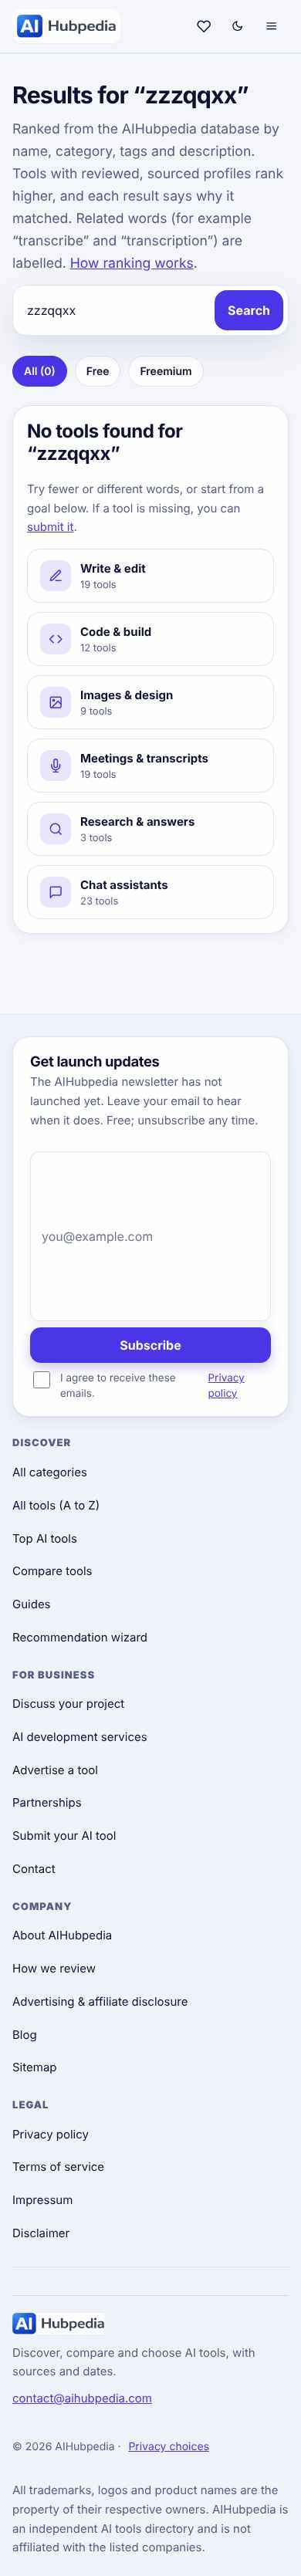 AI Hubpedia
Results for “zzzqqxx”
Ranked from the AIHubpedia database by
name, category, tags and description.
Tools with reviewed, sourced profiles rank
higher, and each result says why it
matched. Related words (for example
“transcribe” and “transcription”) are
labelled. How ranking works.
zzzqqxx
Search
All (0)
Free
Freemium
No tools found for
“zzzqqxx”
Try fewer or different words, or start from a
goal below. If a tool is missing, you can
submit it.
Write & edit
19 tools
Code & build
12 tools
Images & design
9 tools
Meetings & transcripts
19 tools
Research & answers
3 tools
Chat assistants
23 tools
Get launch updates
The AIHubpedia newsletter has not
launched yet. Leave your email to hear
when it does. Free; unsubscribe any time.
you@example.com
Subscribe
I agree to receive these
emails.
Privacy
policy
DISCOVER
All categories
All tools (A to Z)
Top AI tools
Compare tools
Guides
Recommendation wizard
FOR BUSINESS
Discuss your project
AI development services
Advertise a tool
Partnerships
Submit your AI tool
Contact
COMPANY
About AIHubpedia
How we review
Advertising & affiliate disclosure
Blog
Sitemap
LEGAL
Privacy policy
Terms of service
Impressum
Disclaimer
AI Hubpedia
Discover, compare and choose AI tools, with
sources and dates.
contact@aihubpedia.com
© 2026 AIHubpedia · Privacy choices
All trademarks, logos and product names are the
property of their respective owners. AIHubpedia is
an independent AI tools directory and is not
affiliated with the listed companies.